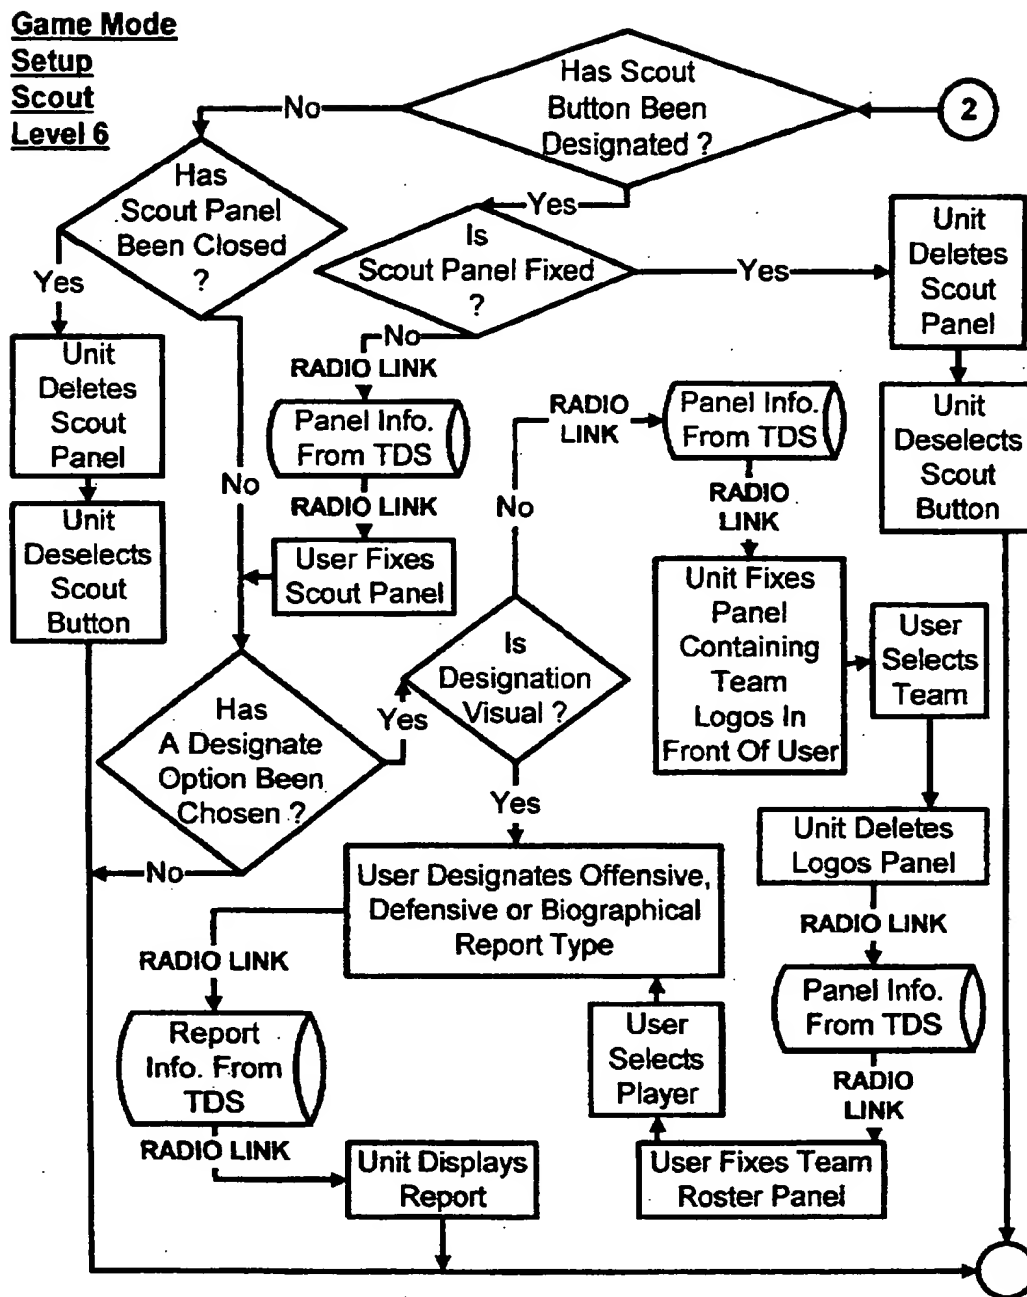 Game Mode
Setup
Scout
Level 6
Has Scout
Button Been
Designated ?
2
No
Yes
Has
Scout Panel
Been Closed
?
Is
Scout Panel Fixed
?
Yes
Unit
Deletes
Scout
Panel
Yes
No
RADIO LINK
Unit
Deletes
Scout
Panel
Panel Info.
From TDS
RADIO
LINK
Panel Info.
From TDS
Unit
Deselects
Scout
Button
No
RADIO LINK
No
RADIO
LINK
Unit
Deselects
Scout
Button
User Fixes
Scout Panel
Unit Fixes
Panel
Containing
Team
Logos In
Front Of User
User
Selects
Team
Is
Designation
Visual ?
Has
A Designate
Option Been
Chosen ?
Yes
Yes
No
Unit Deletes
Logos Panel
User Designates Offensive,
Defensive or Biographical
Report Type
RADIO LINK
RADIO LINK
Panel Info.
From TDS
Report
Info. From
TDS
User
Selects
Player
RADIO
LINK
RADIO LINK
Unit Displays
Report
User Fixes Team
Roster Panel